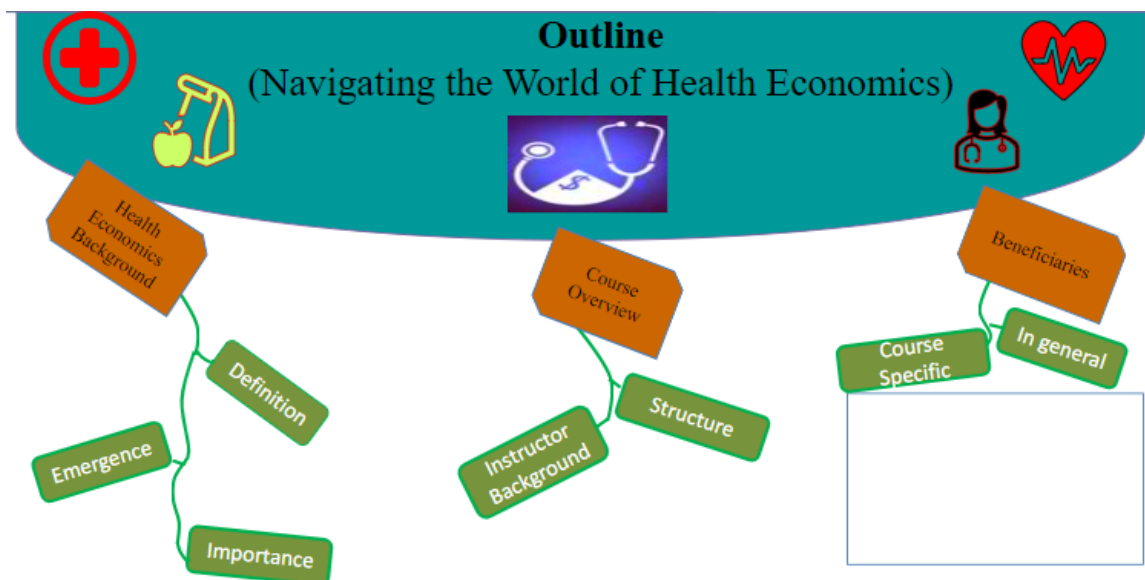 Outline
(Navigating the World of Health Economics)
$
Health
Economics
Background
Definition
Emergence
Importance
Course
Overview
Structure
Instructor
Background
Beneficiaries
In general
Course
Specific